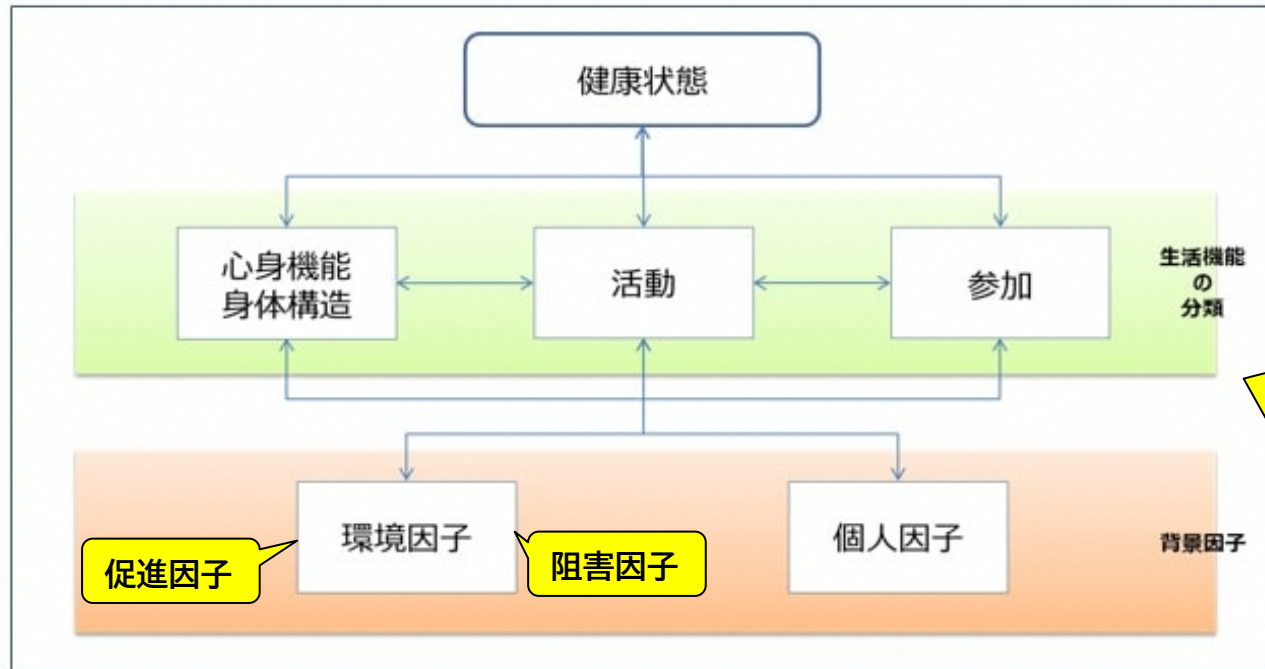 健康状態
心身機能
身体構造
活動
参加
生活機能
の
分類
環境因子
個人因子
背景因子
促進因子
阻害因子